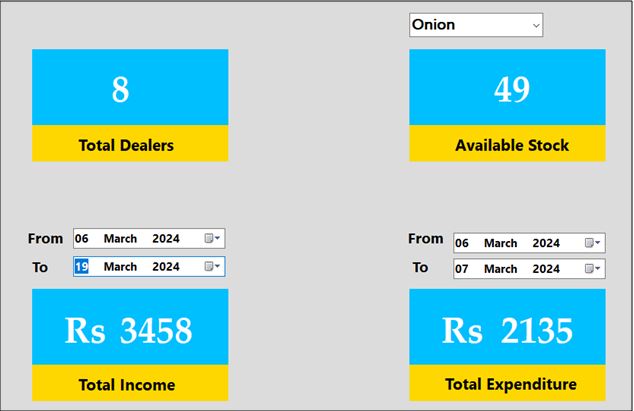 Onion
8
Total Dealers
49
Available Stock
From 06 March 2024
To 19 March 2024
Rs 3458
Total Income
From 06 March 2024
To 07 March 2024
Rs 2135
Total Expenditure